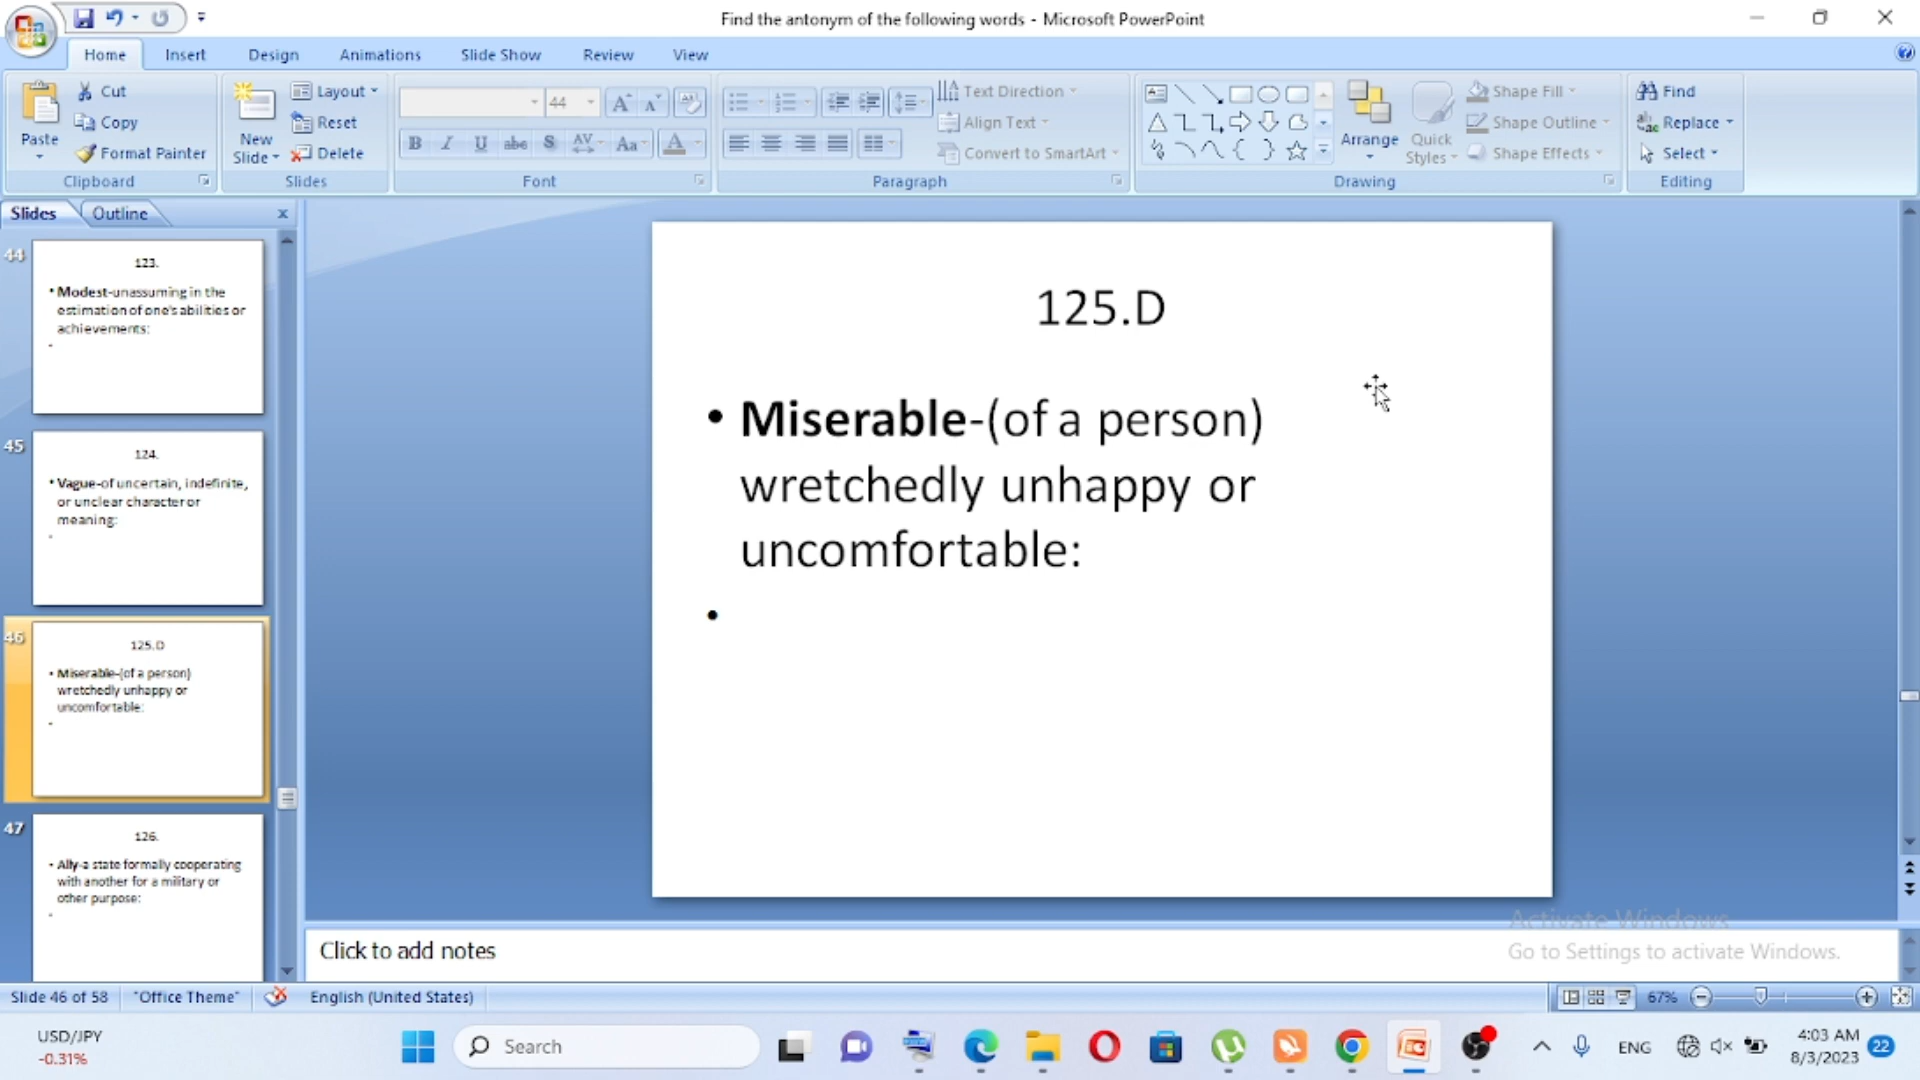 Find the antonym of the following words - Microsoft PowerPoint
Home Insert Design Animations Slide Show Review View
Paste
Cut
Copy
Format Painter
Clipboard
New Slide
Layout
Reset
Delete
Slides
44
B I U abe S AV Aa A
Font
Text Direction
Align Text
Convert to SmartArt
Paragraph
Arrange
Quick Styles
Shape Fill
Shape Outline
Shape Effects
Drawing
Find
Replace
Select
Editing
Slides Outline
44
123.
• Modest-unassuming in the
estimation of one's abilities or
achievements:
45
124.
• Vague-of uncertain, indefinite,
or unclear character or
meaning:
46
125.D
• Miserable-(of a person)
wretchedly unhappy or
uncomfortable:
47
126.
• Ally-a state formally cooperating
with another for a military or
other purpose:
125.D
• Miserable-(of a person)
wretchedly unhappy or
uncomfortable:
•
Click to add notes
Activate Windows
Go to Settings to activate Windows.
Slide 46 of 58 "Office Theme" English (United States) 67%
USD/JPY
-0.31%
Search
ENG
4:03 AM
8/3/2023
22